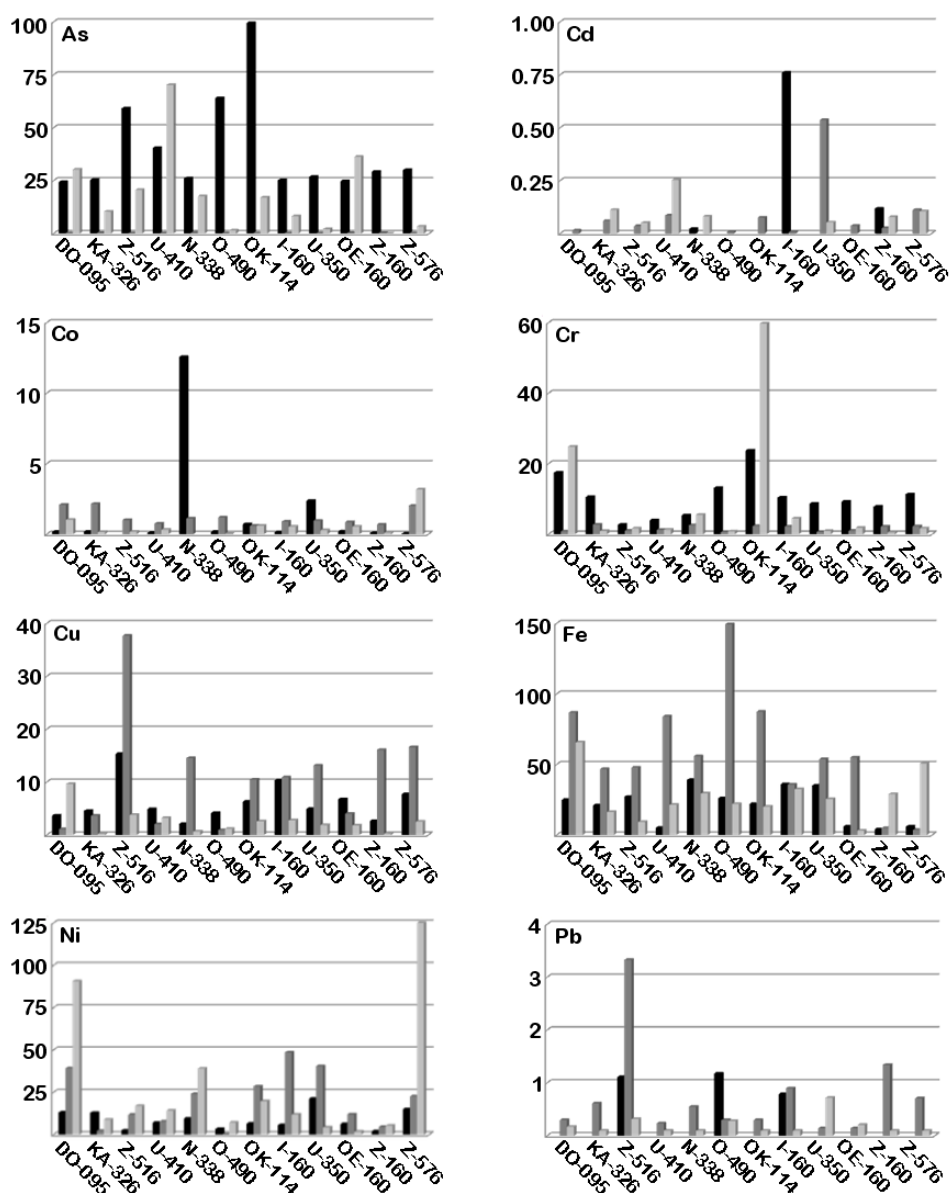 As
100
75
50
25
DO-095
KA-326
Z-516
U-410
N-338
O-490
OK-114
I-160
U-350
OE-160
Z-160
Z-576
Cd
1.00
0.75
0.50
0.25
DO-095
KA-326
Z-516
U-410
N-338
O-490
OK-114
I-160
U-350
OE-160
Z-160
Z-576
Co
15
10
5
DO-095
KA-326
Z-516
U-410
N-338
O-490
OK-114
I-160
U-350
OE-160
Z-160
Z-576
Cr
60
40
20
DO-095
KA-326
Z-516
U-410
N-338
O-490
OK-114
I-160
U-350
OE-160
Z-160
Z-576
Cu
40
30
20
10
DO-095
KA-326
Z-516
U-410
N-338
O-490
OK-114
I-160
U-350
OE-160
Z-160
Z-576
Fe
150
100
50
DO-095
KA-326
Z-516
U-410
N-338
O-490
OK-114
I-160
U-350
OE-160
Z-160
Z-576
Ni
125
100
75
50
25
DO-095
KA-326
Z-516
U-410
N-338
O-490
OK-114
I-160
U-350
OE-160
Z-160
Z-576
Pb
4
3
2
1
DO-095
KA-326
Z-516
U-410
N-338
O-490
OK-114
I-160
U-350
OE-160
Z-160
Z-576